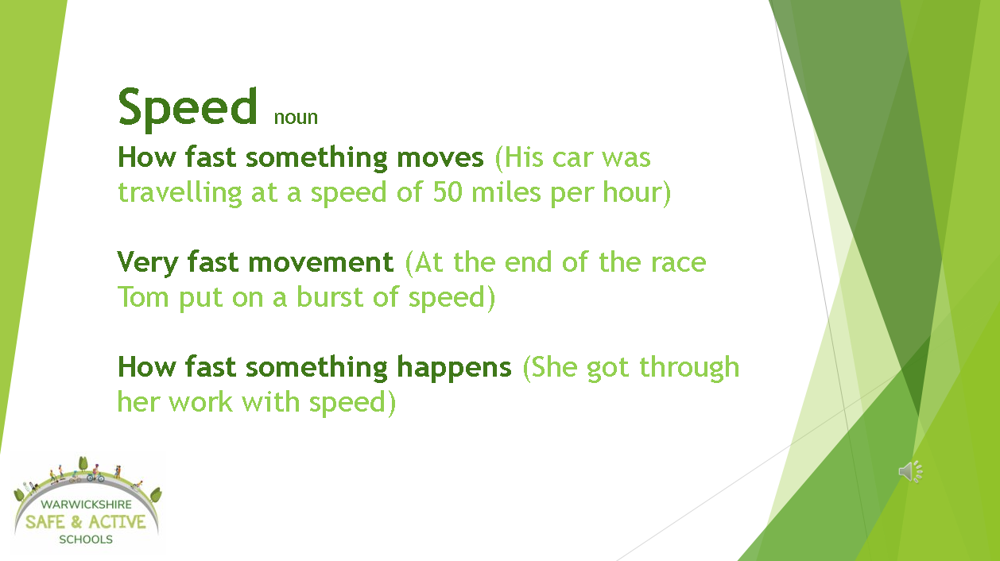 Speed noun
How fast something moves (His car was
travelling at a speed of 50 miles per hour)
Very fast movement (At the end of the race
Tom put on a burst of speed)
How fast something happens (She got through
her work with speed)
WARWICKSHIRE
SAFE & ACTIVE
SCHOOLS